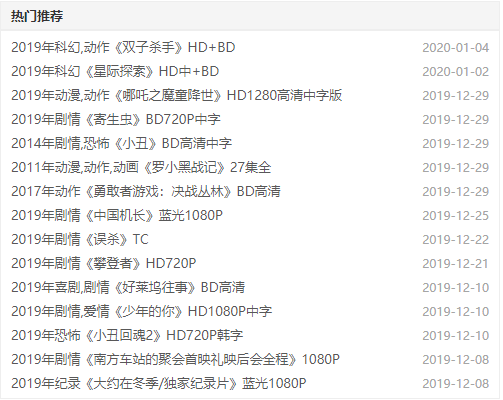 热门推荐
2019年科幻,动作《双子杀手》HD+BD 2020-01-04
2019年科幻《星际探索》HD中+BD 2020-01-02
2019年动漫,动作《哪吒之魔童降世》HD1280高清中字版 2019-12-29
2019年剧情《寄生虫》BD720P中字 2019-12-29
2014年剧情,恐怖《小丑》BD高清中字 2019-12-29
2011年动漫,动作,动画《罗小黑战记》27集全 2019-12-29
2017年动作《勇敢者游戏：决战丛林》BD高清 2019-12-29
2019年剧情《中国机长》蓝光1080P 2019-12-25
2019年剧情《误杀》TC 2019-12-22
2019年剧情《攀登者》HD720P 2019-12-21
2019年喜剧,剧情《好莱坞往事》BD高清 2019-12-10
2019年剧情,爱情《少年的你》HD1080P中字 2019-12-10
2019年恐怖《小丑回魂2》HD720P韩字 2019-12-10
2019年剧情《南方车站的聚会首映礼映后会全程》1080P 2019-12-08
2019年纪录《大约在冬季/独家纪录片》蓝光1080P 2019-12-08